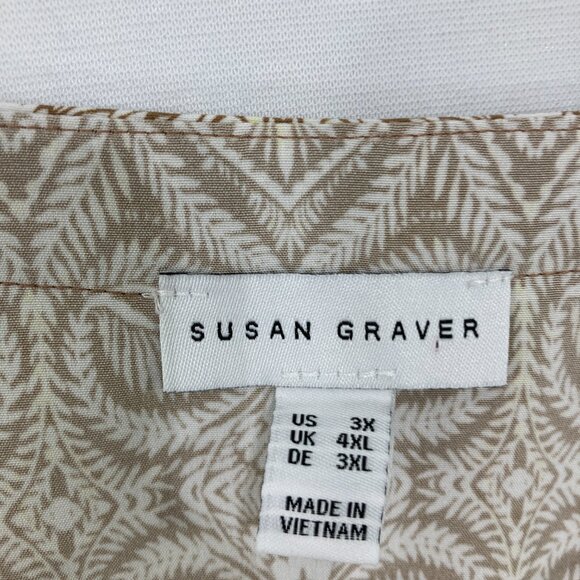 SUSAN GRAVER
US 3X
UK 4XL
DE 3XL
MADE IN
VIETNAM